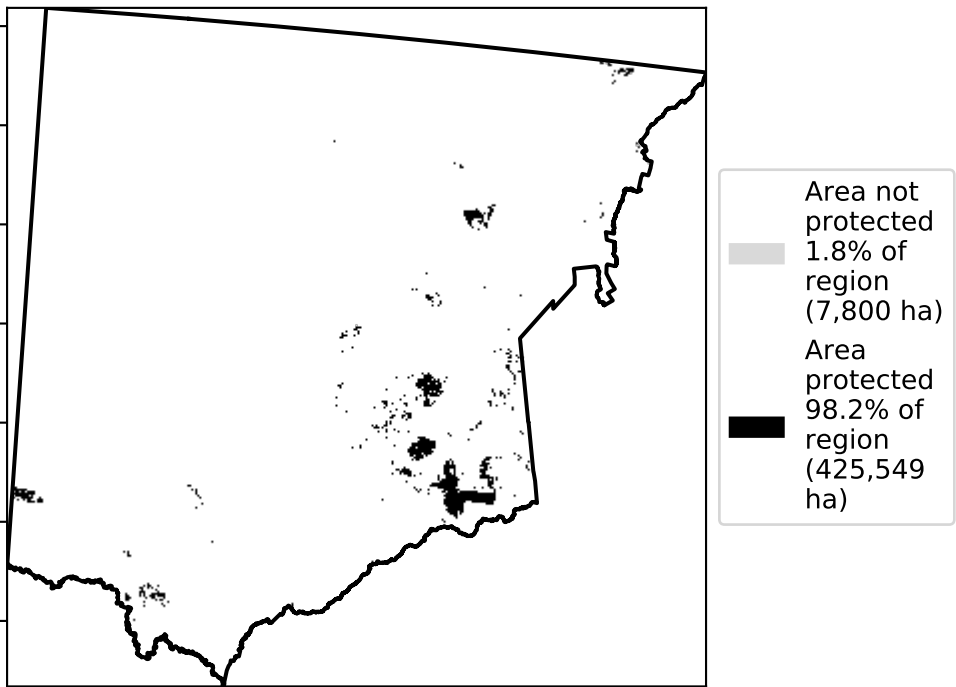 Area not
protected
1.8% of
region
(7,800 ha)
Area
protected
98.2% of
region
(425,549
ha)